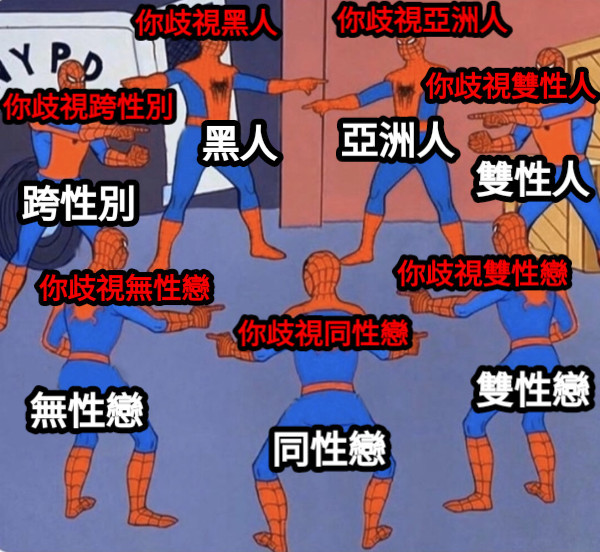 你歧視黑人
你歧視亞洲人
NYPD
你歧視跨性別
你歧視雙性人
黑人
亞洲人
雙性人
跨性別
你歧視無性戀
你歧視雙性戀
你歧視同性戀
無性戀
雙性戀
同性戀